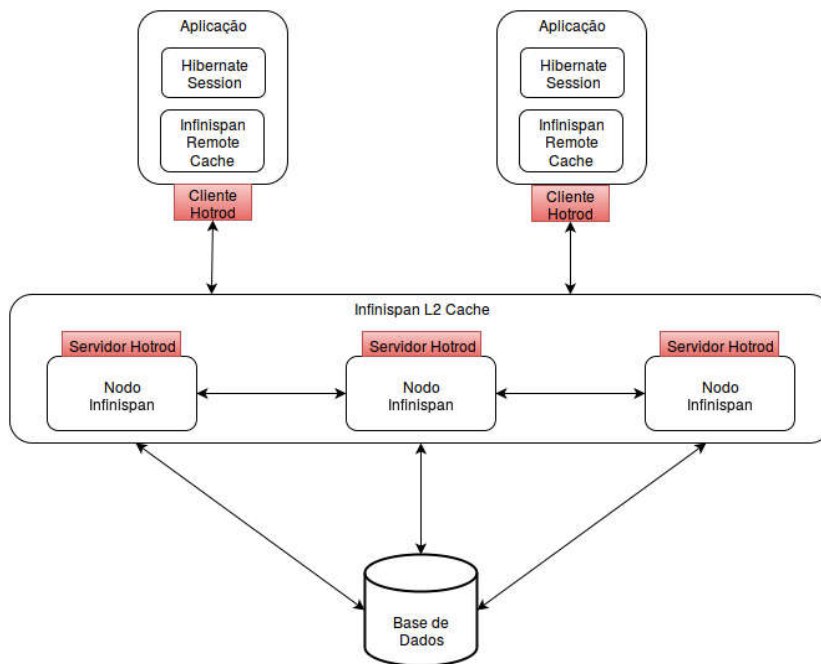 Aplicação
Hibernate
Session
Infinispan
Remote
Cache
Cliente
Hotrod
Aplicação
Hibernate
Session
Infinispan
Remote
Cache
Cliente
Hotrod
Infinispan L2 Cache
Servidor Hotrod
Nodo
Infinispan
Servidor Hotrod
Nodo
Infinispan
Servidor Hotrod
Nodo
Infinispan
Base de
Dados